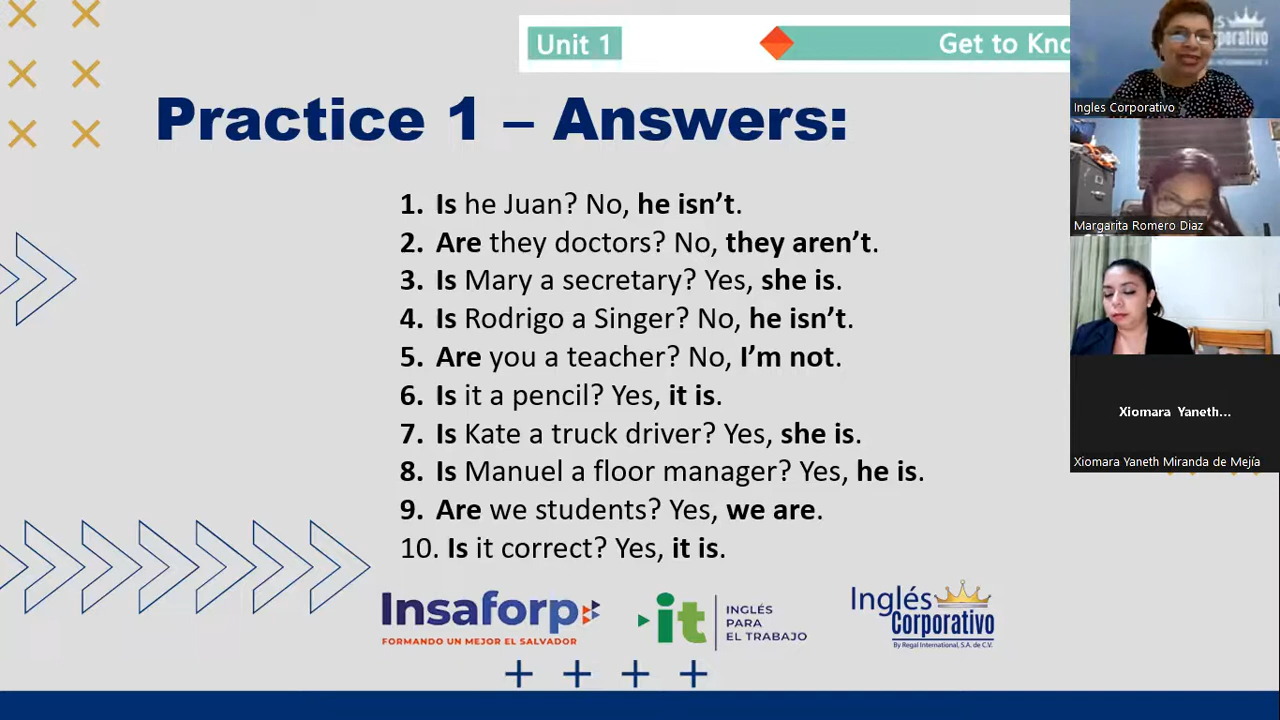 Unit 1
Get to Kno
Practice 1 – Answers:
1. Is he Juan? No, he isn’t.
2. Are they doctors? No, they aren’t.
3. Is Mary a secretary? Yes, she is.
4. Is Rodrigo a Singer? No, he isn’t.
5. Are you a teacher? No, I’m not.
6. Is it a pencil? Yes, it is.
7. Is Kate a truck driver? Yes, she is.
8. Is Manuel a floor manager? Yes, he is.
9. Are we students? Yes, we are.
10. Is it correct? Yes, it is.
Insaforp
FORMANDO UN MEJOR EL SALVADOR
it
INGLÉS
PARA
EL TRABAJO
Inglés
Corporativo
By Regal International, S.A. de C.V.
és
rporativo
Ingles Corporativo
Margarita Romero Diaz
Xiomara Yaneth...
Xiomara Yaneth Miranda de Mejía